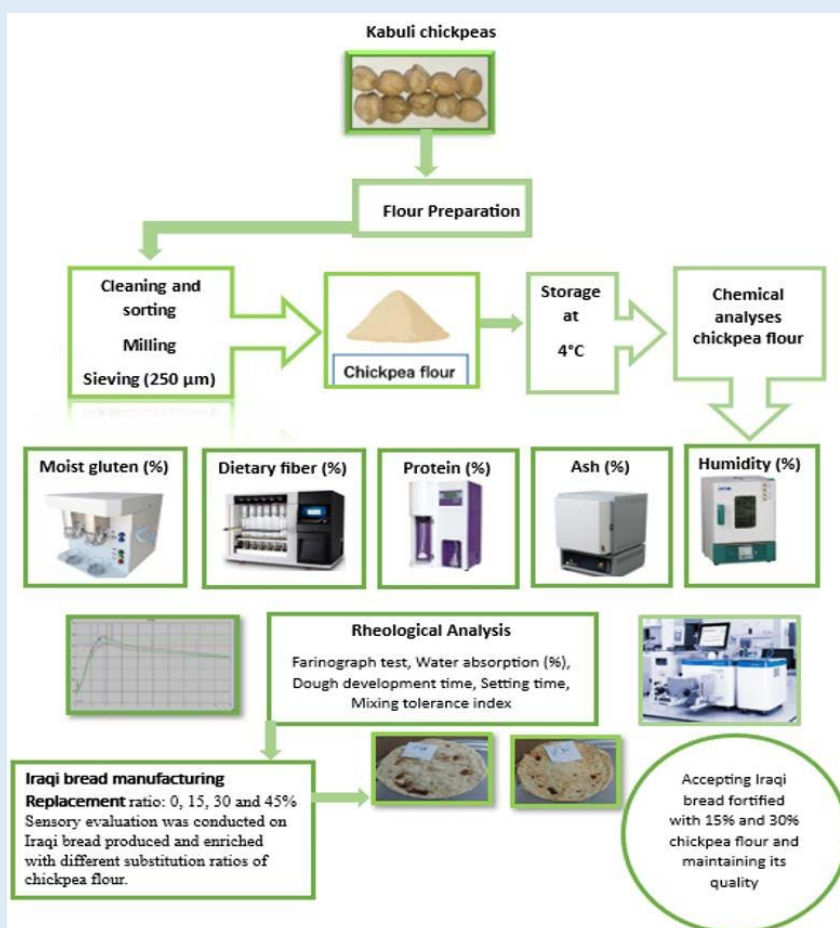 Kabuli chickpeas
Flour Preparation
Cleaning and
sorting
Milling
Sieving (250 µm)
Chickpea flour
Storage
at
4°C
Chemical
analyses
chickpea flour
Moist gluten (%)
Dietary fiber (%)
Protein (%)
Ash (%)
Humidity (%)
Rheological Analysis
Farinograph test, Water absorption (%),
Dough development time, Setting time,
Mixing tolerance index
Iraqi bread manufacturing
Replacement ratio: 0, 15, 30 and 45%
Sensory evaluation was conducted on
Iraqi bread produced and enriched
with different substitution ratios of
chickpea flour.
Accepting Iraqi
bread fortified
with 15% and 30%
chickpea flour and
maintaining its
quality